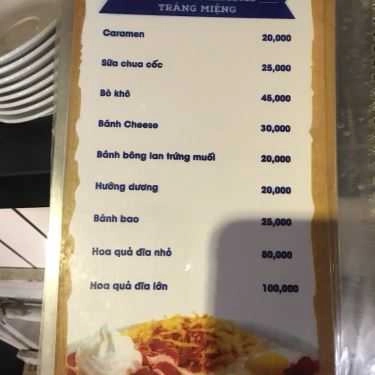 TRÁNG MIỆNG
Caramen 20,000
Sữa chua cốc 25,000
Bò khô 45,000
Bánh Cheese 30,000
Bánh bông lan trứng muối 20,000
Hướng dương 20,000
Bánh bao 25,000
Hoa quả đĩa nhỏ 80,000
Hoa quả đĩa lớn 100,000